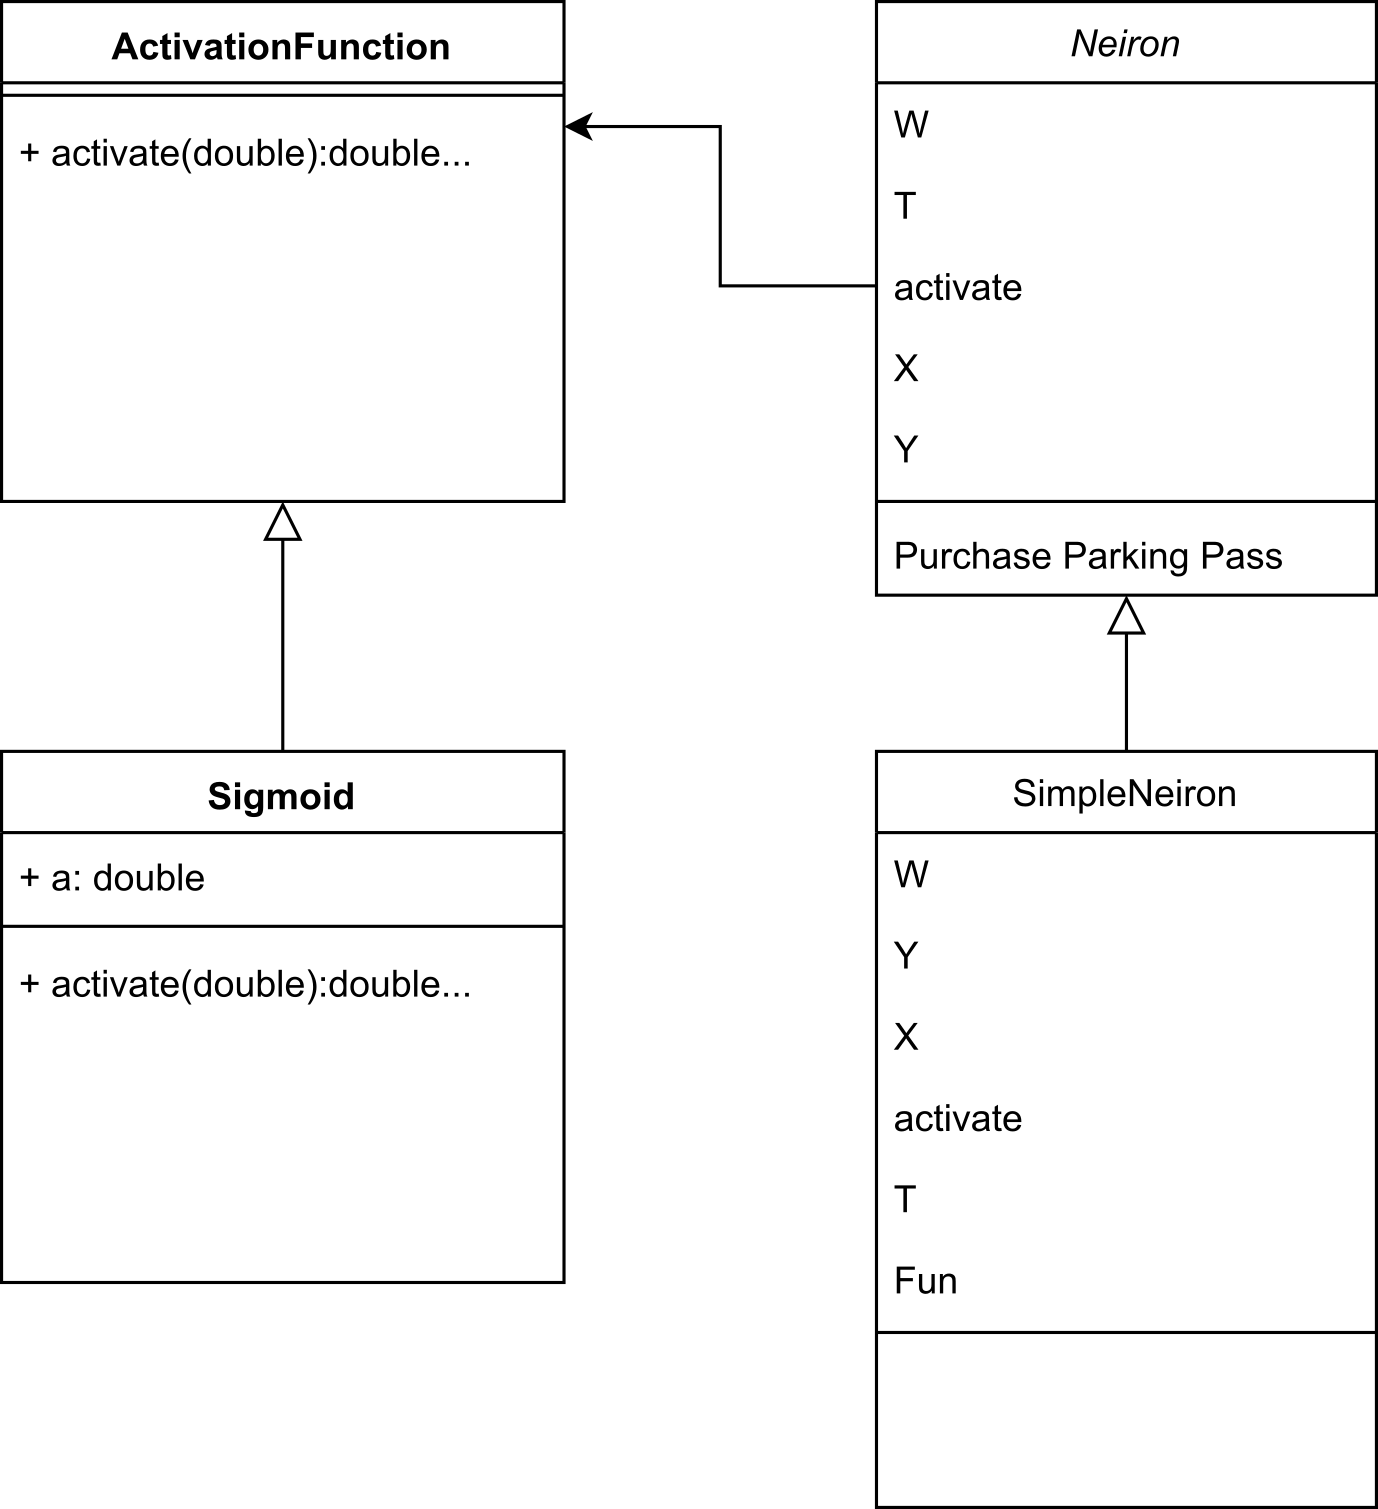 ActivationFunction
+ activate(double):double...
Neiron
W
T
activate
X
Y
Purchase Parking Pass
Sigmoid
+ a: double
+ activate(double):double...
SimpleNeiron
W
Y
X
activate
T
Fun